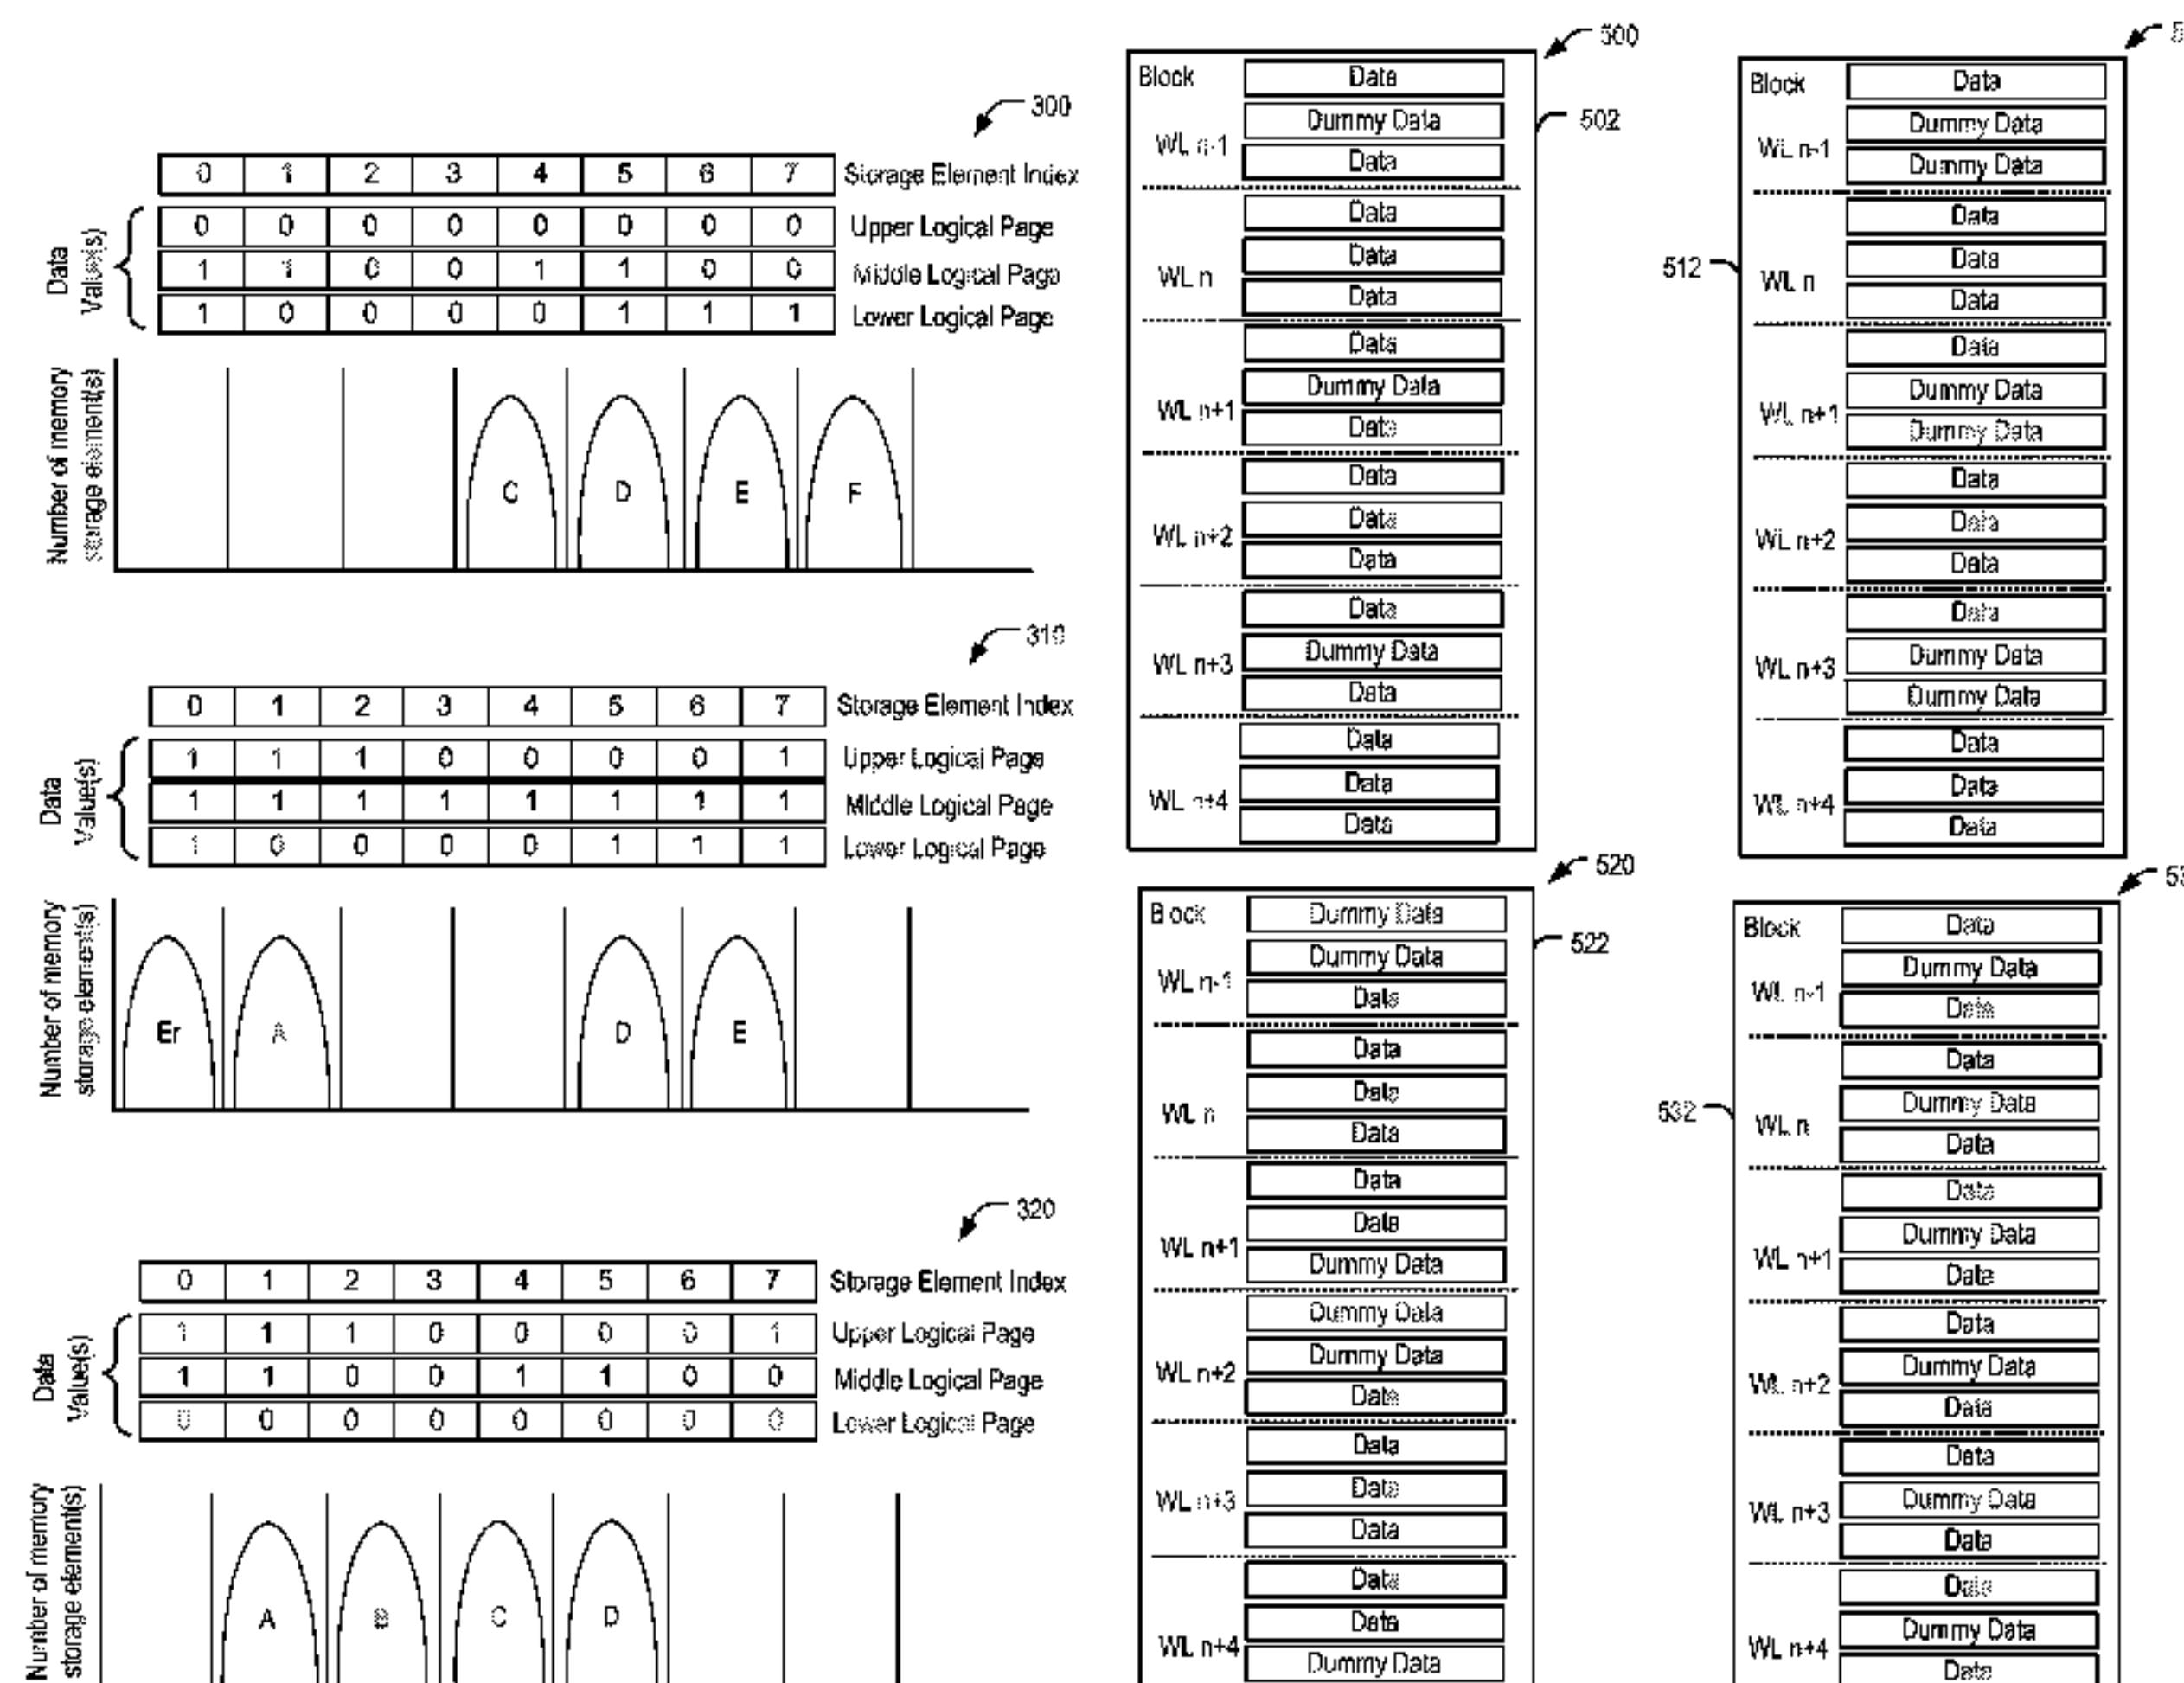 300
0 1 2 3 4 5 6 7 Storage Element Index
Data Value(s)
0 0 0 0 0 0 0 0 Upper Logical Page
1 1 0 0 1 1 0 0 Middle Logical Page
1 0 0 0 0 1 1 1 Lower Logical Page
Number of memory
storage element(s)
C D E F
310
0 1 2 3 4 5 6 7 Storage Element Index
Data
Value(s)
1 1 1 0 0 0 0 1 Upper Logical Page
1 1 1 1 1 1 1 1 Middle Logical Page
1 0 0 0 0 1 1 1 Lower Logical Page
Number of memory
storage element(s)
Er A D E
320
0 1 2 3 4 5 6 7 Storage Element Index
Data
Value(s)
1 1 1 0 0 0 0 1 Upper Logical Page
1 1 0 0 1 1 0 0 Middle Logical Page
0 0 0 0 0 0 0 0 Lower Logical Page
Number of memory
storage element(s)
A B C D
500
502
Block Data
WL n-1 Dummy Data
Data
Data
WL n Data
Data
Data
WL n+1 Dummy Data
Data
Data
WL n+2 Data
Data
Data
WL n+3 Dummy Data
Data
Data
WL n+4 Data
Data
512
Block Data
WL n-1 Dummy Data
Dummy Data
Data
WL n Data
Data
Data
WL n+1 Dummy Data
Dummy Data
Data
WL n+2 Data
Data
Data
WL n+3 Dummy Data
Dummy Data
Data
WL n+4 Data
Data
520
522
Block Dummy Data
WL n-1 Dummy Data
Data
Data
WL n Data
Data
Data
WL n+1 Data
Dummy Data
Dummy Data
WL n+2 Dummy Data
Data
Data
WL n+3 Data
Data
Data
WL n+4 Data
Dummy Data
532
Block Data
WL n-1 Dummy Data
Data
Data
WL n Dummy Data
Data
Data
WL n+1 Dummy Data
Data
Data
WL n+2 Dummy Data
Data
Data
WL n+3 Dummy Data
Data
Data
WL n+4 Dummy Data
Data